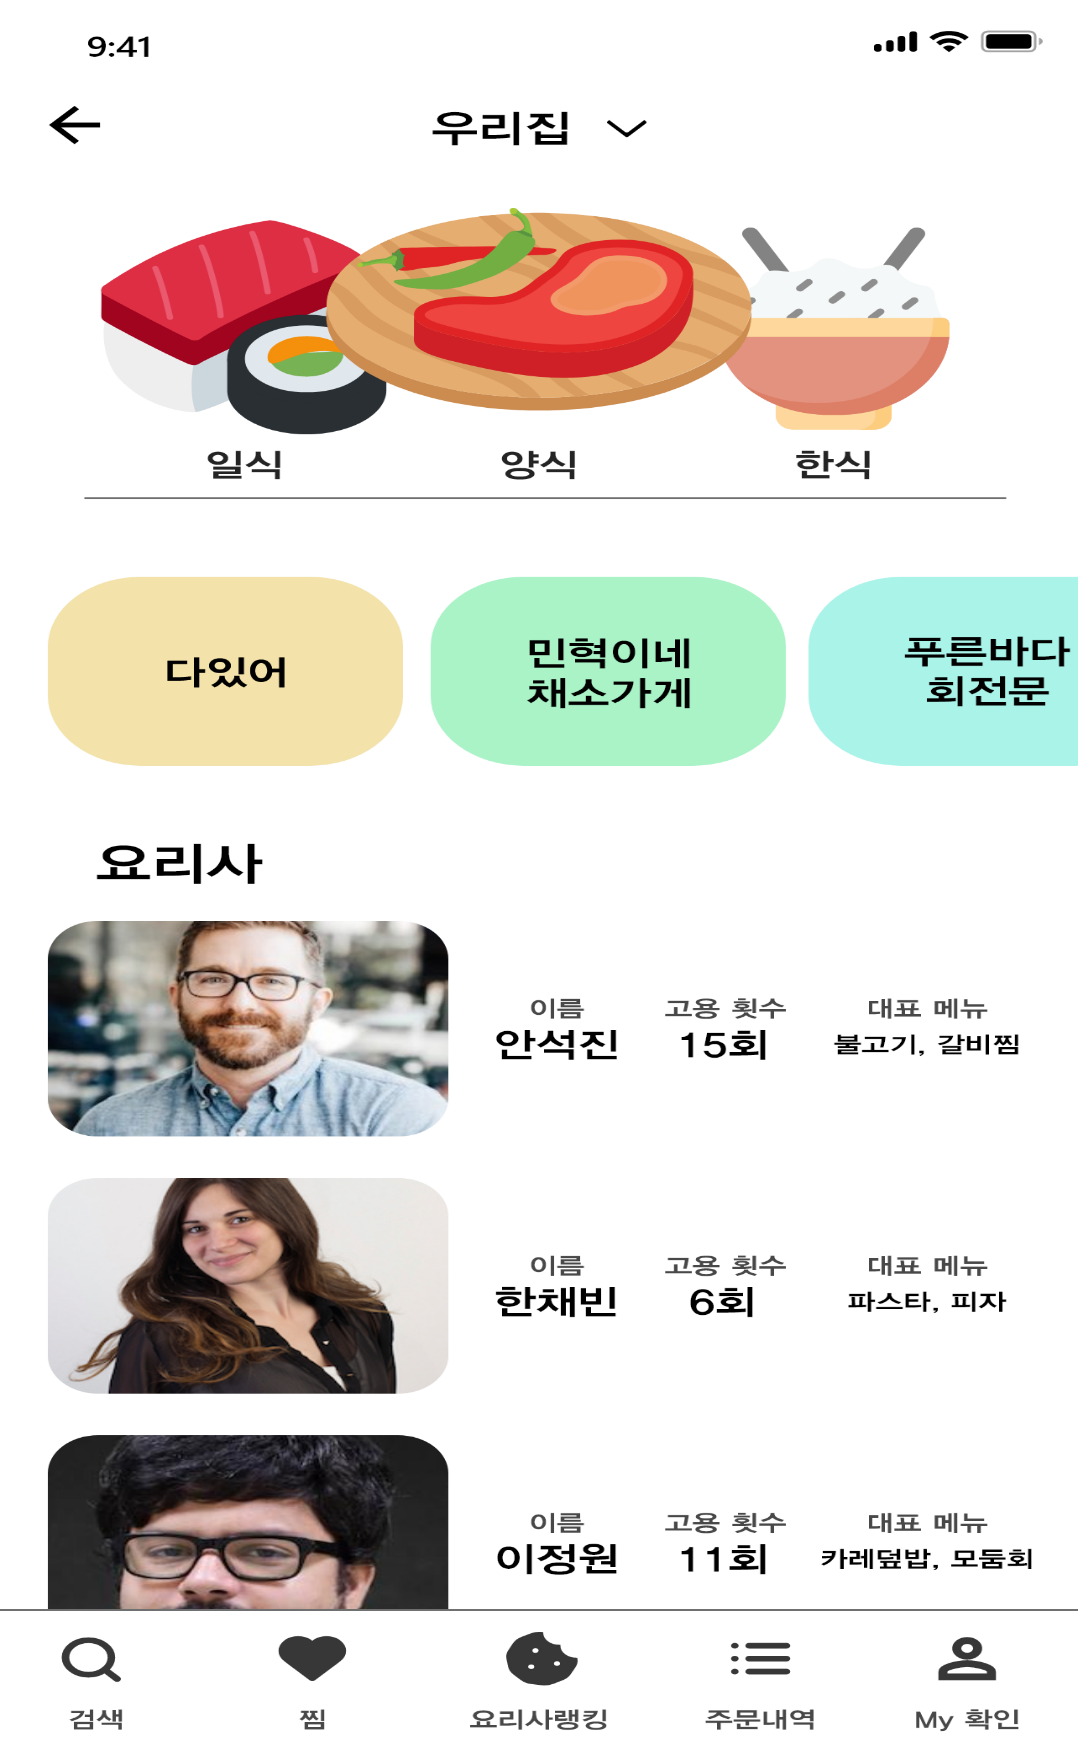 9:41
우리집
일식 양식 한식
다있어
민혁이네
채소가게
푸른바다
회전문
요리사
이름 고용 횟수 대표 메뉴
안석진 15회 불고기, 갈비찜
이름 고용 횟수 대표 메뉴
한채빈 6회 파스타, 피자
이름 고용 횟수 대표 메뉴
이정원 11회 카레덮밥, 모둠회
검색 찜 요리사랭킹 주문내역 My 확인